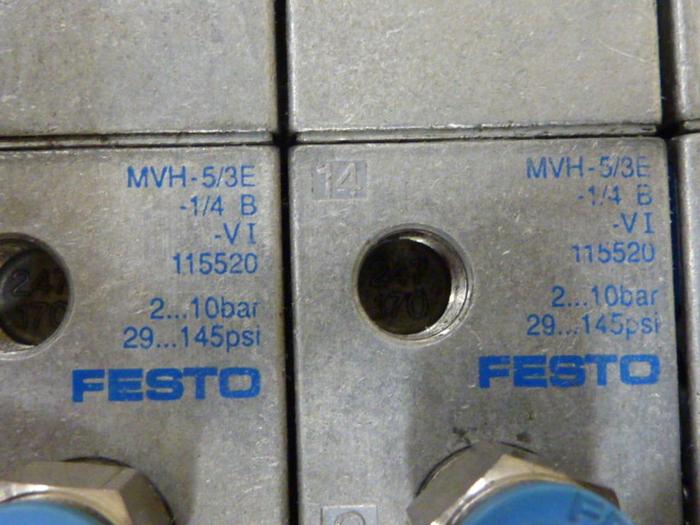 MVH-5/3E
-1/4 B
-VI
115520
2...10bar
29...145psi
FESTO
14
MVH-5/3E
-1/4 B
-VI
115520
2...10bar
29...145psi
FESTO